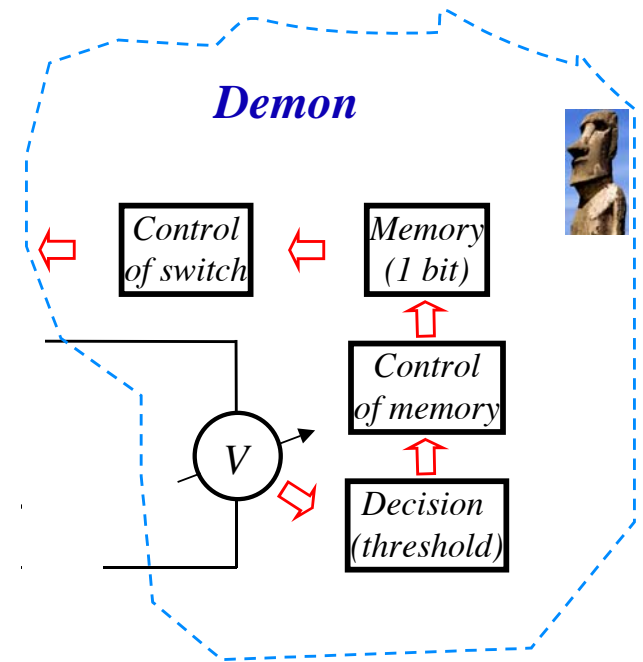 Demon
Control
of switch
Memory
(1 bit)
Control
of memory
V
Decision
(threshold)